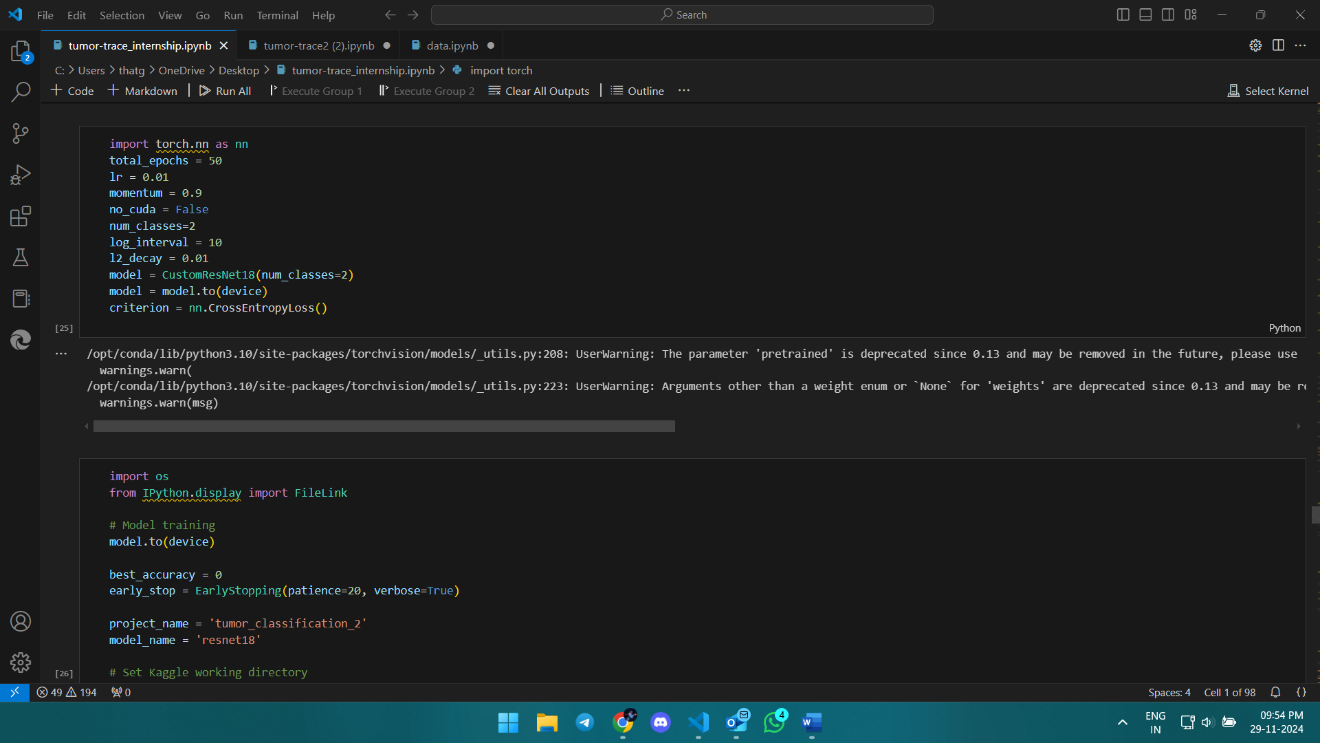 File Edit Selection View Go Run Terminal Help Search
tumor-trace_internship.ipynb tumor-trace2 (2).ipynb data.ipynb
C: > Users > thatg > OneDrive > Desktop > tumor-trace_internship.ipynb > import torch
+ Code + Markdown | Run All Execute Group 1 Execute Group 2 Clear All Outputs | Outline ... Select Kernel
import torch.nn as nn
total_epochs = 50
lr = 0.01
momentum = 0.9
no_cuda = False
num_classes=2
log_interval = 10
l2_decay = 0.01
model = CustomResNet18(num_classes=2)
model = model.to(device)
criterion = nn.CrossEntropyLoss()
[25] Python
... /opt/conda/lib/python3.10/site-packages/torchvision/models/_utils.py:208: UserWarning: The parameter 'pretrained' is deprecated since 0.13 and may be removed in the future, please use
warnings.warn(
/opt/conda/lib/python3.10/site-packages/torchvision/models/_utils.py:223: UserWarning: Arguments other than a weight enum or `None` for 'weights' are deprecated since 0.13 and may be re
warnings.warn(msg)
import os
from IPython.display import FileLink
# Model training
model.to(device)
best_accuracy = 0
early_stop = EarlyStopping(patience=20, verbose=True)
project_name = 'tumor_classification_2'
model_name = 'resnet18'
[26] # Set Kaggle working directory
2
49 194 0 Spaces: 4 Cell 1 of 98 {}
4
ENG
IN
09:54 PM
29-11-2024